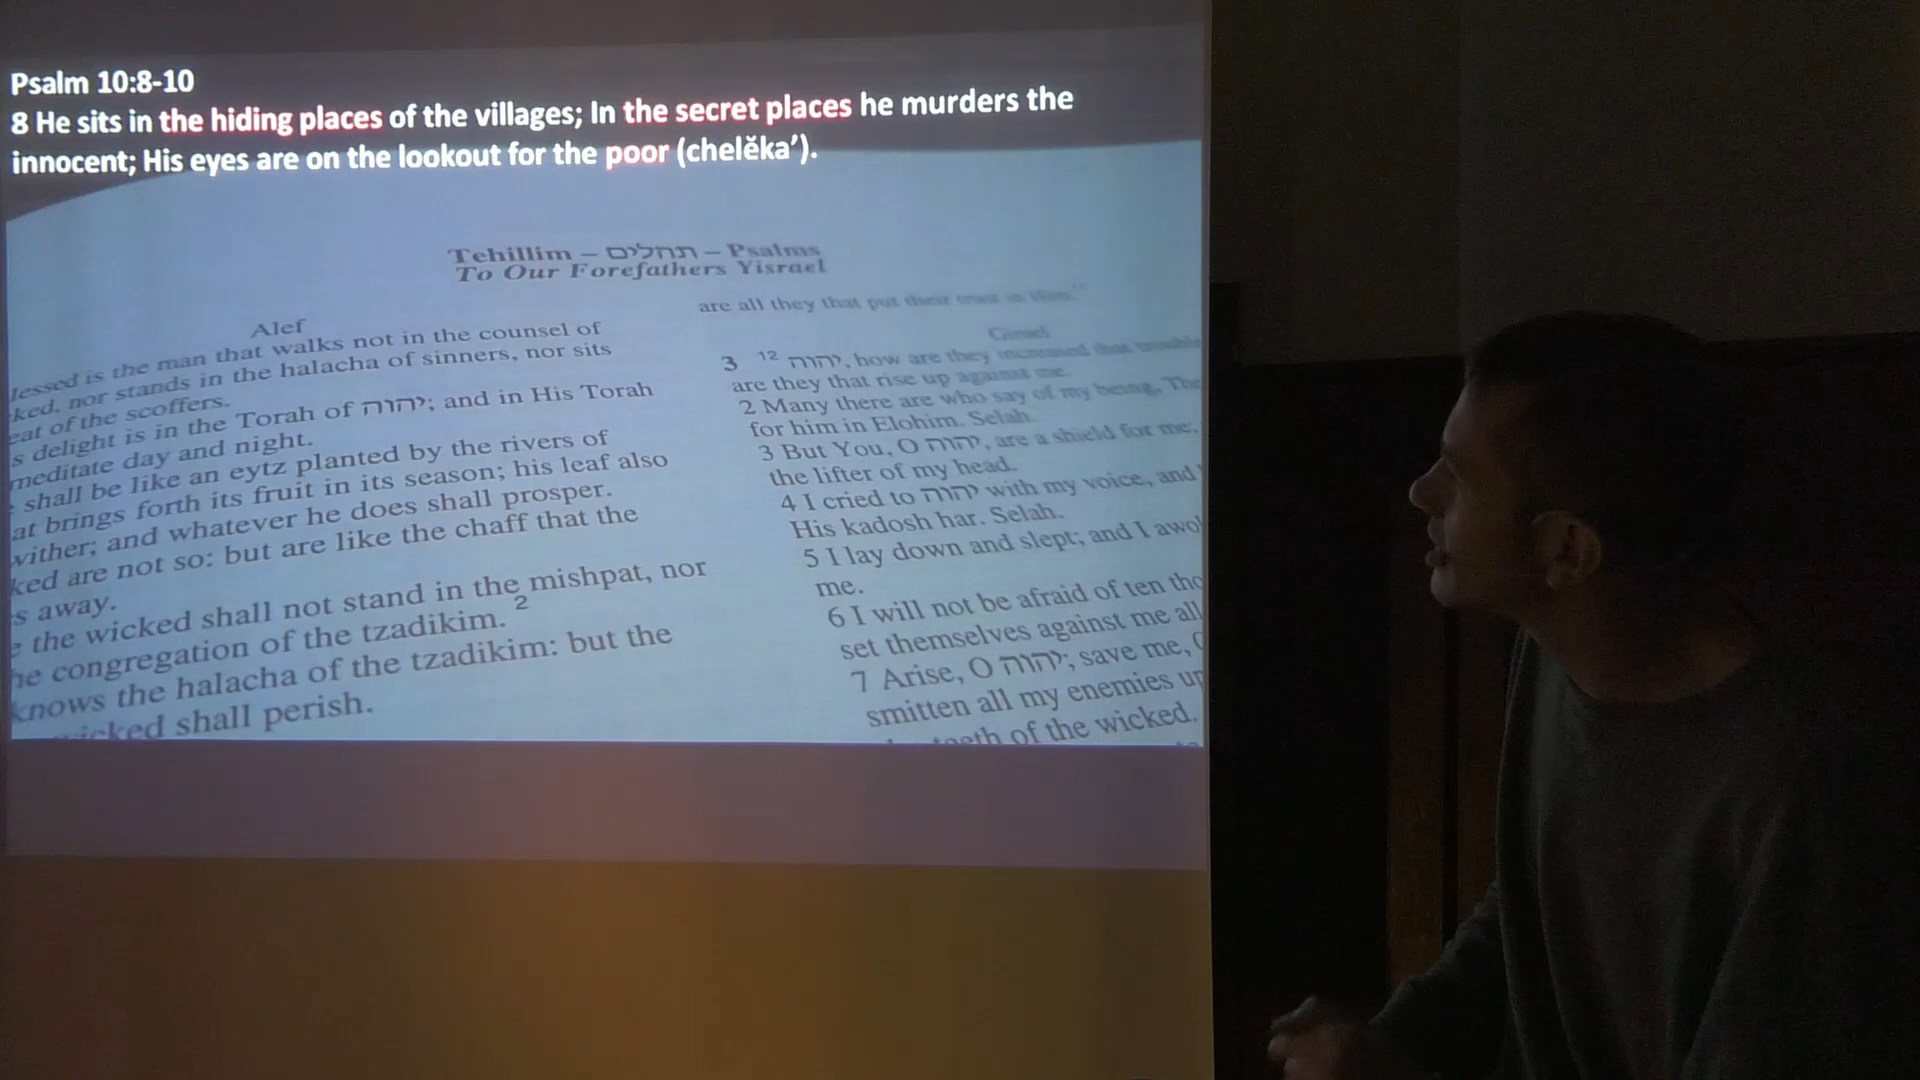 Psalm 10:8-10
8 He sits in the hiding places of the villages; In the secret places he murders the
innocent; His eyes are on the lookout for the poor (chelĕka’).
Tehillim – תהלים – Psalms
To Our Forefathers Yisrael
Alef
lessed is the man that walks not in the counsel of
ked, nor stands in the halacha of sinners, nor sits
eat of the scoffers.
s delight is in the Torah of יהוה; and in His Torah
meditate day and night.
shall be like an eytz planted by the rivers of
at brings forth its fruit in its season; his leaf also
wither; and whatever he does shall prosper.
ked are not so: but are like the chaff that the
s away.
the wicked shall not stand in the mishpat, nor
he congregation of the tzadikim. 2
knows the halacha of the tzadikim: but the
wicked shall perish.
are all they that put their trust in Him."
Gimel
3 12 יהוה, how are they increased that trouble
are they that rise up against me.
2 Many there are who say of my being, The
for him in Elohim. Selah.
3 But You, O יהוה, are a shield for me;
the lifter of my head.
4 I cried to יהוה with my voice, and
His kadosh har. Selah.
5 I lay down and slept; and I awo
me.
6 I will not be afraid of ten tho
set themselves against me all
7 Arise, O יהוה; save me,
smitten all my enemies up
teeth of the wicked.